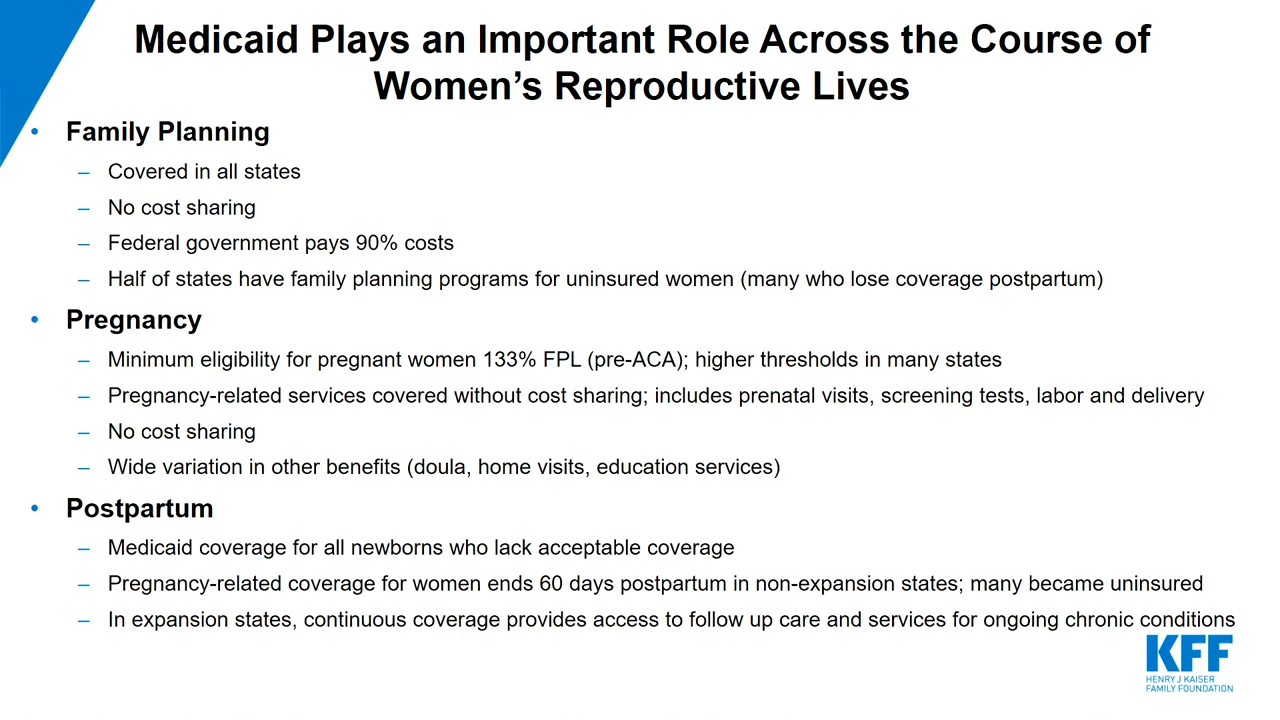 Medicaid Plays an Important Role Across the Course of
Women’s Reproductive Lives
• Family Planning
– Covered in all states
– No cost sharing
– Federal government pays 90% costs
– Half of states have family planning programs for uninsured women (many who lose coverage postpartum)
• Pregnancy
– Minimum eligibility for pregnant women 133% FPL (pre-ACA); higher thresholds in many states
– Pregnancy-related services covered without cost sharing; includes prenatal visits, screening tests, labor and delivery
– No cost sharing
– Wide variation in other benefits (doula, home visits, education services)
• Postpartum
– Medicaid coverage for all newborns who lack acceptable coverage
– Pregnancy-related coverage for women ends 60 days postpartum in non-expansion states; many became uninsured
– In expansion states, continuous coverage provides access to follow up care and services for ongoing chronic conditions
KFF
HENRY J KAISER
FAMILY FOUNDATION